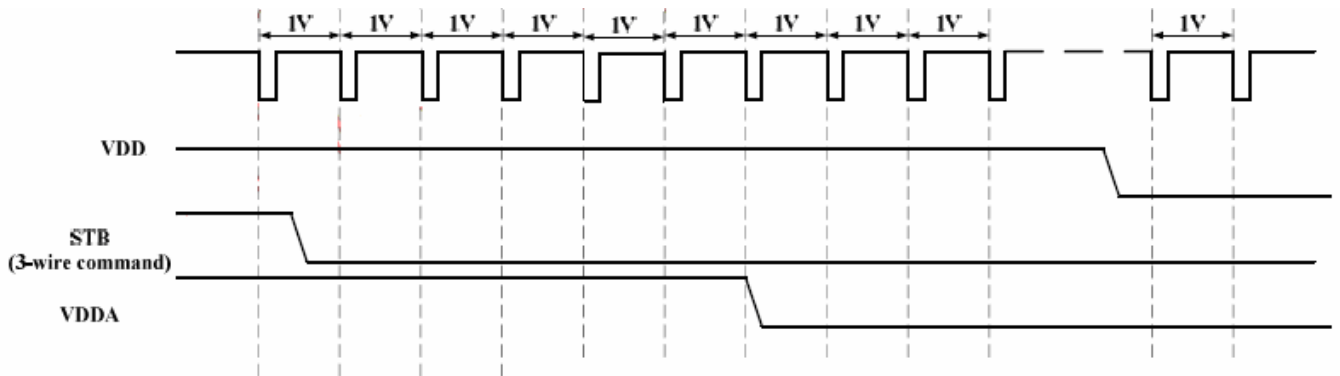 1V 1V 1V 1V 1V 1V 1V 1V 1V 1V
VDD
STB
(3-wire command)
VDDA